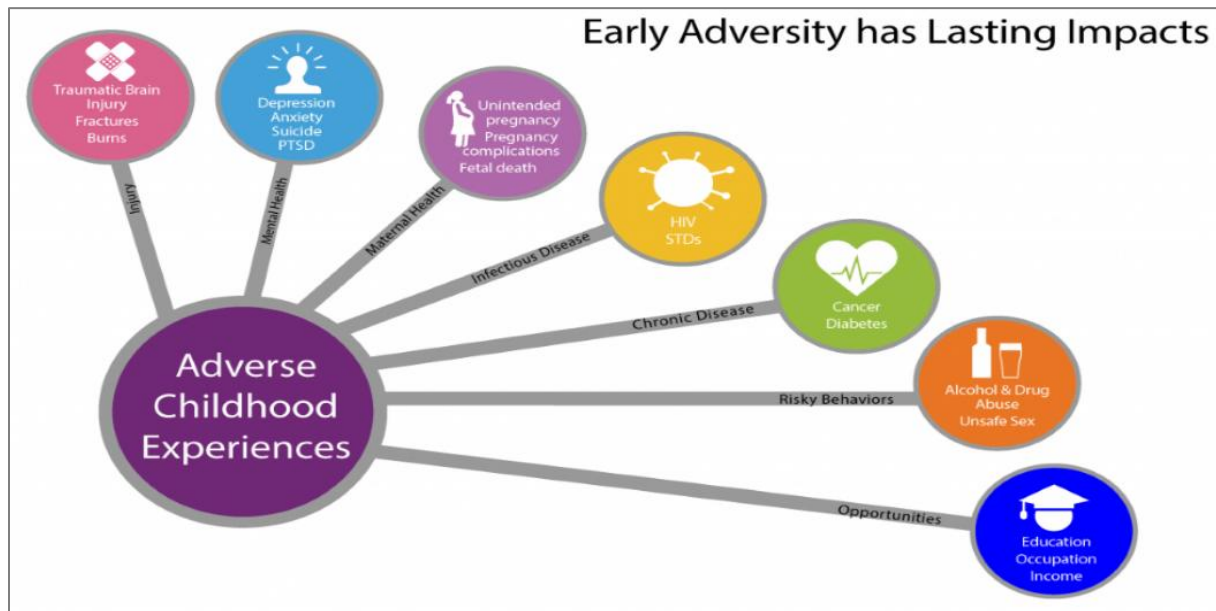 Early Adversity has Lasting Impacts
Traumatic Brain
Injury
Fractures
Burns
Injury
Depression
Anxiety
Suicide
PTSD
Mental Health
Unintended
pregnancy
Pregnancy
complications
Fetal death
Maternal Health
HIV
STDs
Infectious Disease
Cancer
Diabetes
Chronic Disease
Alcohol & Drug
Abuse
Unsafe Sex
Risky Behaviors
Education
Occupation
Income
Opportunities
Adverse
Childhood
Experiences